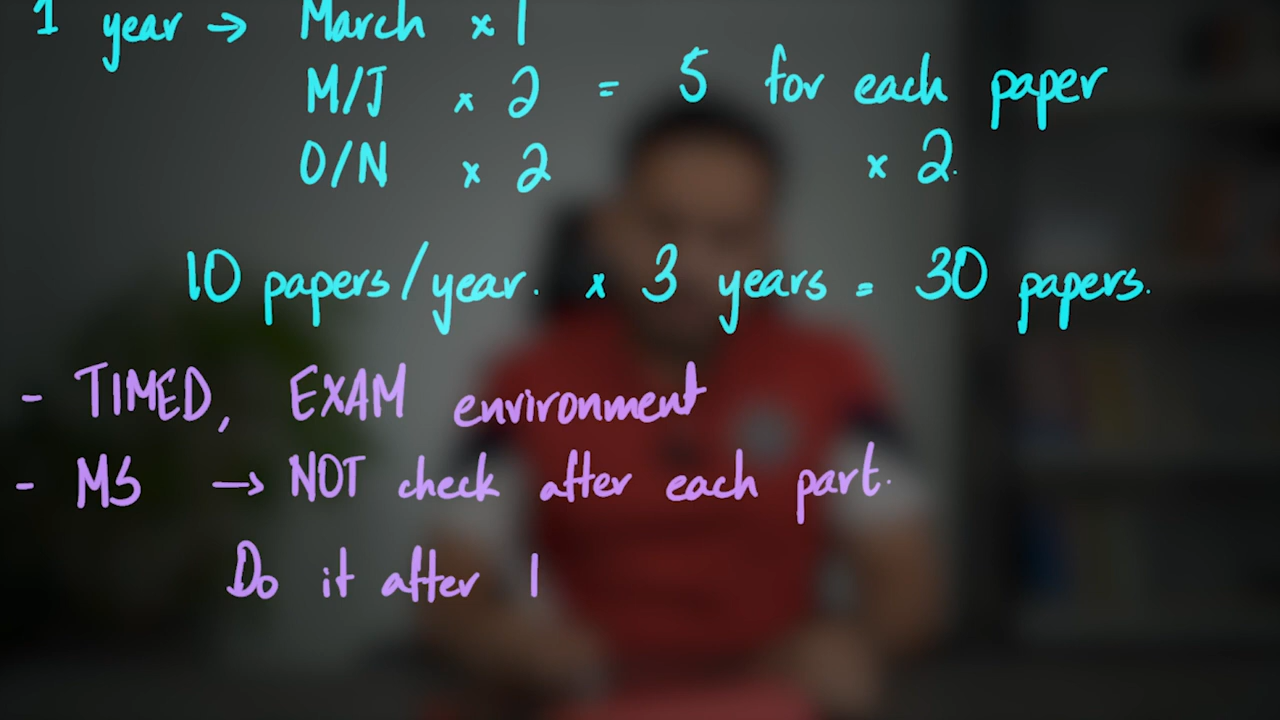 1 year → March x 1
M/J x 2 = 5 for each paper
O/N x 2 x 2.
10 papers/year. x 3 years = 30 papers.
- TIMED, EXAM environment
- MS → NOT check after each part.
Do it after 1